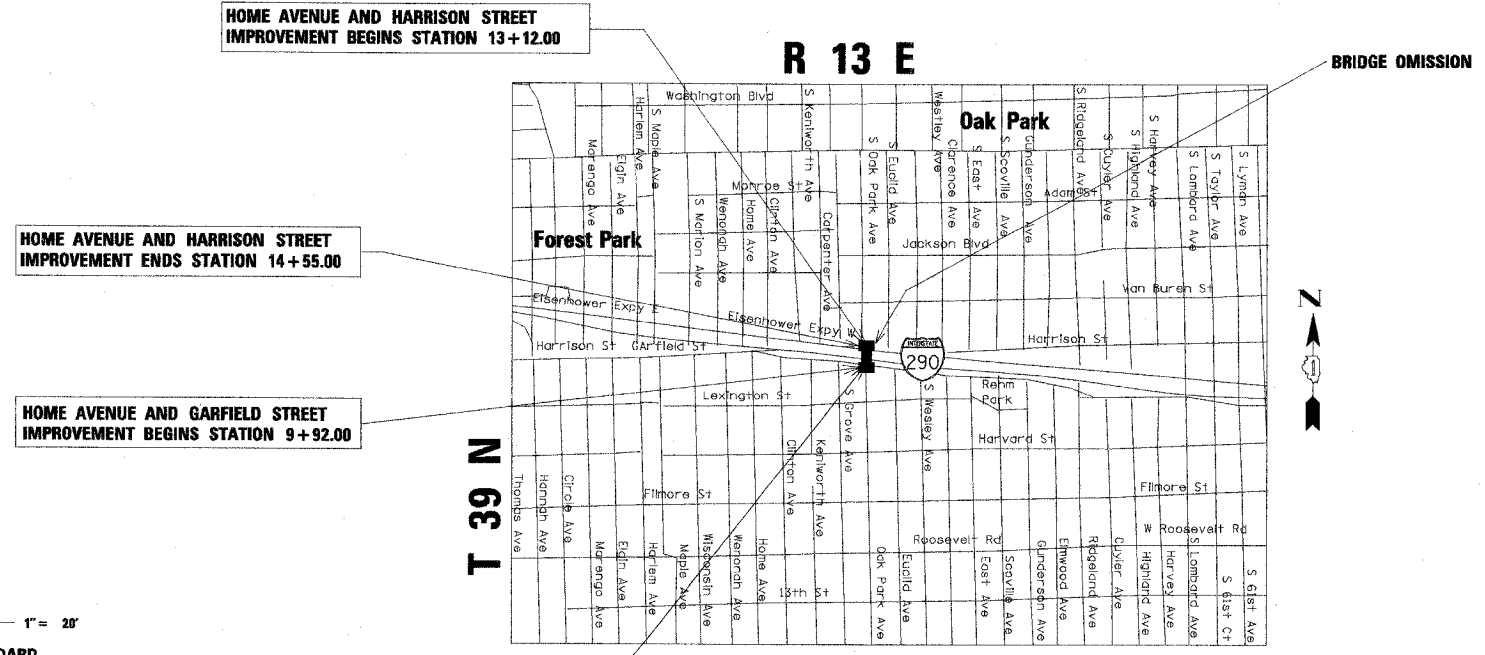 HOME AVENUE AND HARRISON STREET
IMPROVEMENT BEGINS STATION 13+12.00
R 13 E
BRIDGE OMISSION
Washington Blvd
Oak Park
Harlem Ave
S Maple Ave
S Kenilworth Ave
Westley Ave
S Ridgeland Ave
Marengo Ave
Elgin Ave
S Oak Park Ave
S Euclid Ave
Clarence Ave
S East Ave
S Scoville Ave
Gunderson Ave
S Cuyler Ave
S Highland Ave
S Harvey Ave
S Lombard Ave
S Taylor Ave
S Lyman Ave
Monroe St
Adam St
S Marion Ave
Wenonah Ave
Home Ave
Clinton Ave
Carpenter Ave
Forest Park
Jackson Blvd
HOME AVENUE AND HARRISON STREET
IMPROVEMENT ENDS STATION 14+55.00
Van Buren St
Eisenhower Expy E
Eisenhower Expy W
Harrison St
GArfield St
INTERSTATE
290
Harrison St
Z
Lexington St
Rehm
Park
HOME AVENUE AND GARFIELD STREET
IMPROVEMENT BEGINS STATION 9+92.00
S Grove Ave
S Wesley Ave
Harvard St
Clinton Ave
Kenilworth Ave
T 39 N
Thomas Ave
Hannah Ave
Circle Ave
Filmore St
Filmore St
W Roosevelt Rd
Roosevelt Rd
Marengo Ave
Elgin Ave
Harlem Ave
Maple Ave
Wisconsin Ave
Wenonah Ave
Home Ave
13th St
Oak Park Ave
Euclid Ave
East Ave
Scoville Ave
Gunderson Ave
Elmwood Ave
Ridgeland Ave
Cuyler Ave
Highland Ave
Harvey Ave
S Lombard Ave
S 61st Ct
S 61st Ave
1" = 20'